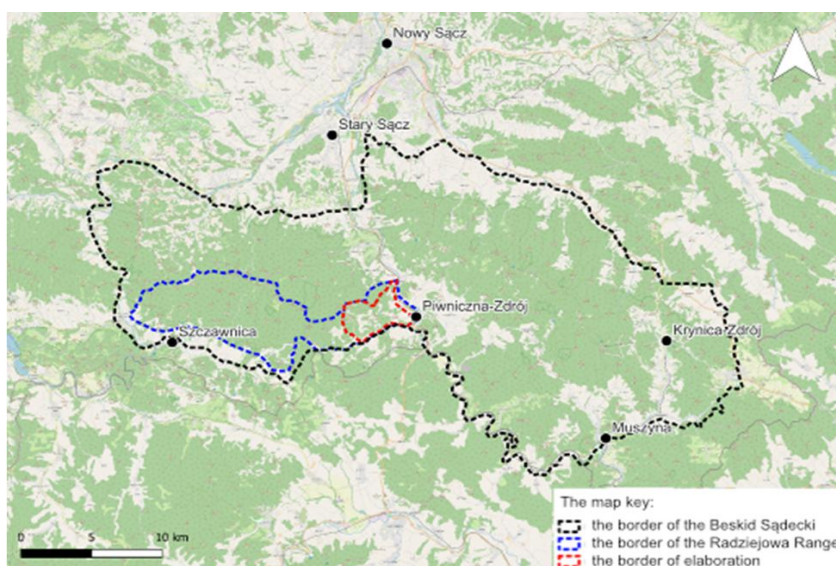 Nowy Sącz
Stary Sącz
Piwniczna-Zdrój
Szczawnica
Krynica-Zdrój
Muszyna
The map key:
the border of the Beskid Sądecki
the border of the Radziejowa Range
the border of elaboration
0 5 10 km